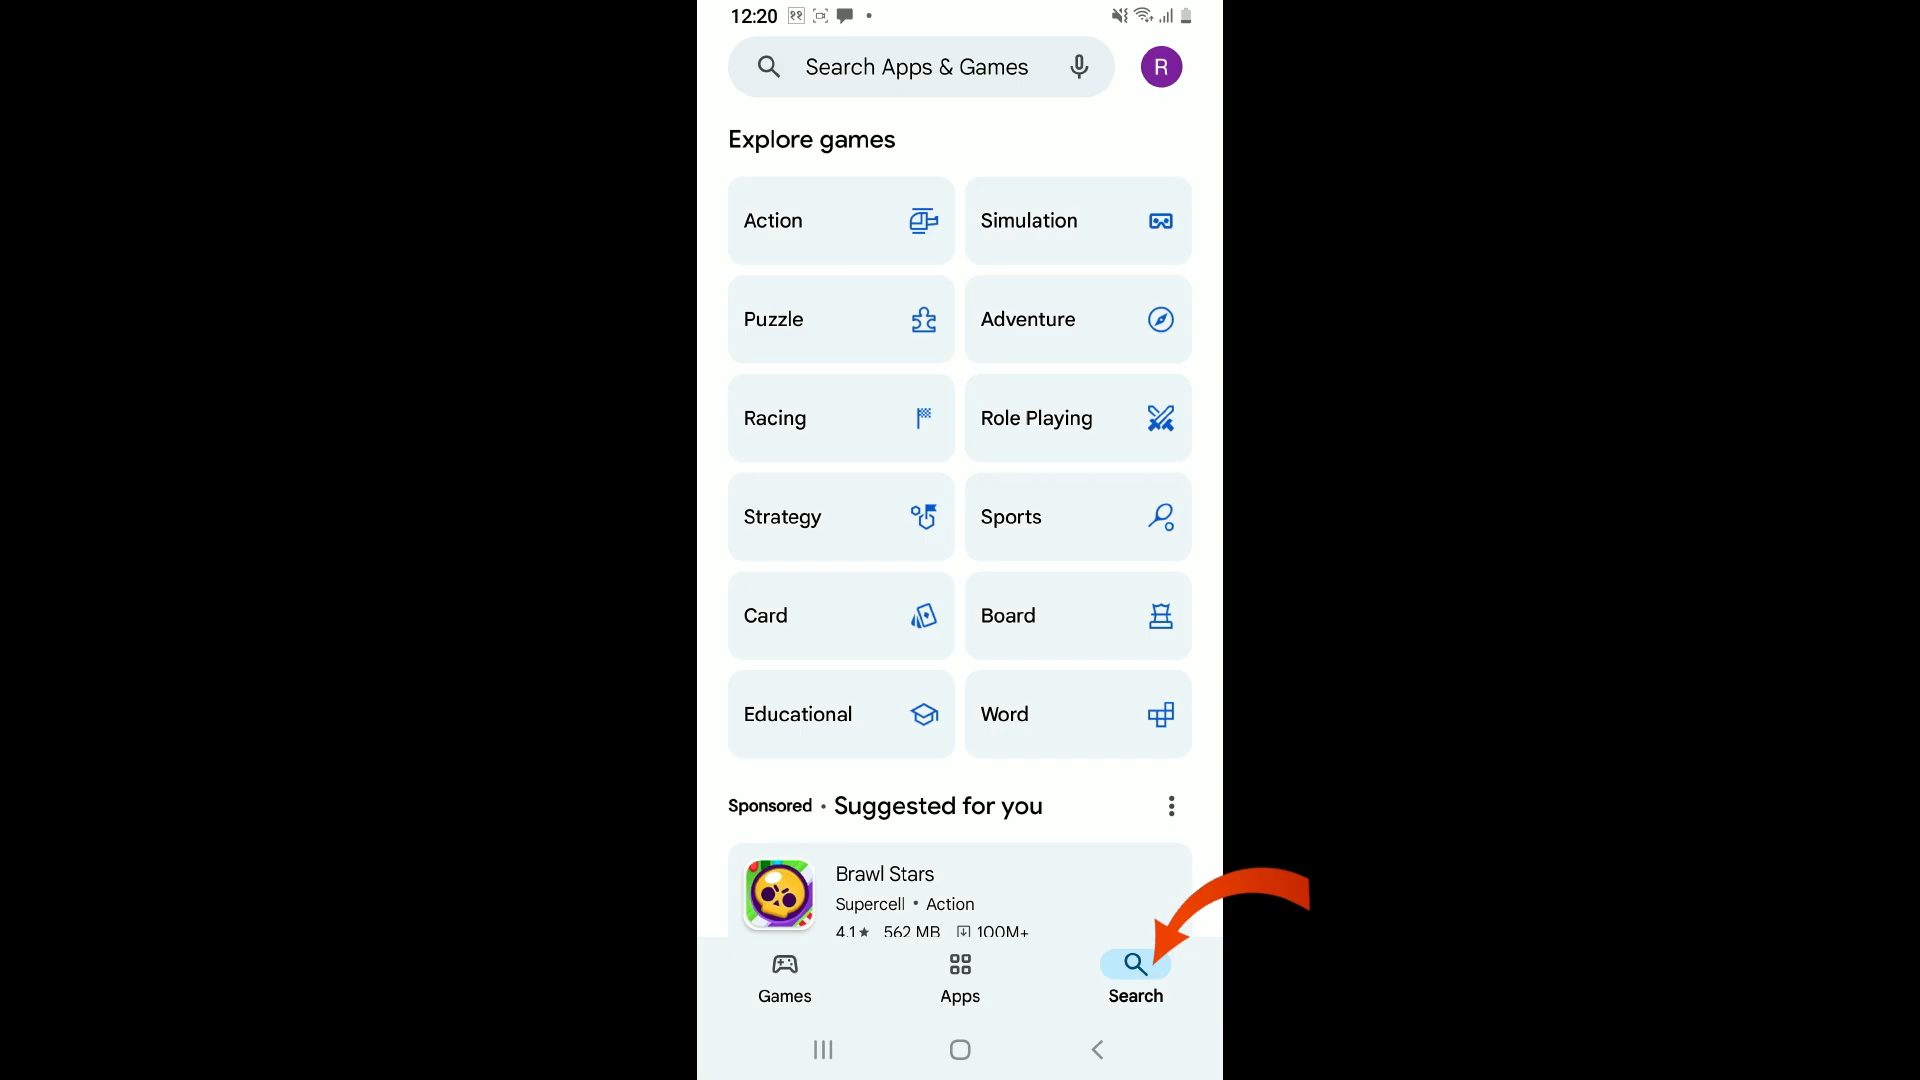 12:20
Search Apps & Games
R
Explore games
Action
Simulation
Puzzle
Adventure
Racing
Role Playing
Strategy
Sports
Card
Board
Educational
Word
Sponsored • Suggested for you
Brawl Stars
Supercell • Action
4.1★ 562 MB 100M+
Games
Apps
Search